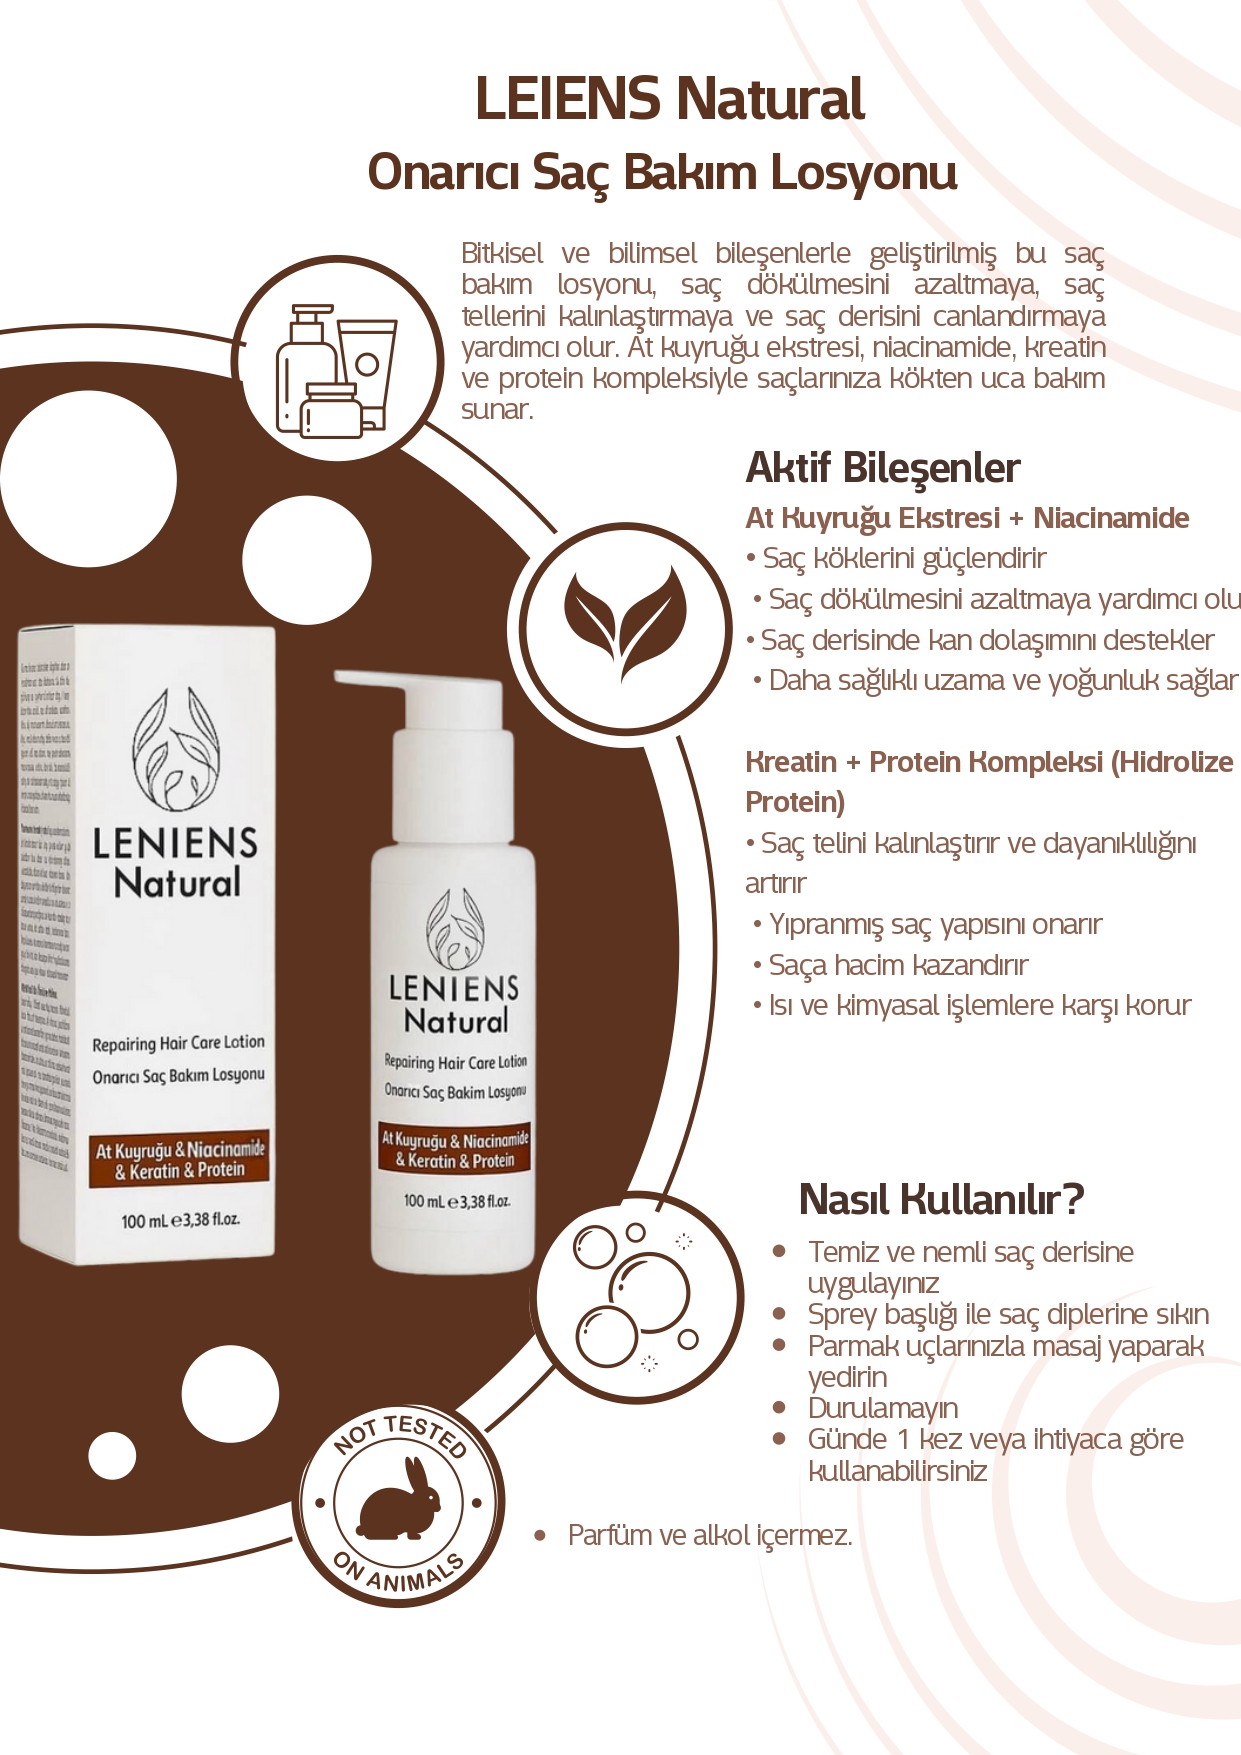 LEIENS Natural
Onarıcı Saç Bakım Losyonu
Bitkisel ve bilimsel bileşenlerle geliştirilmiş bu saç
bakım losyonu, saç dökülmesini azaltmaya, saç
tellerini kalınlaştırmaya ve saç derisini canlandırmaya
yardımcı olur. At kuyruğu ekstresi, niacinamide, kreatin
ve protein kompleksiyle saçlarınıza kökten uca bakım
sunar.
Aktif Bileşenler
At Kuyruğu Ekstresi + Niacinamide
• Saç köklerini güçlendirir
• Saç dökülmesini azaltmaya yardımcı olu
• Saç derisinde kan dolaşımını destekler
• Daha sağlıklı uzama ve yoğunluk sağlar
Kreatin + Protein Kompleksi (Hidrolize
Protein)
• Saç telini kalınlaştırır ve dayanıklılığını
artırır
• Yıpranmış saç yapısını onarır
• Saça hacim kazandırır
• Isı ve kimyasal işlemlere karşı korur
LENIENS
Natural
Repairing Hair Care Lotion
Onarıcı Saç Bakım Losyonu
At Kuyruğu & Niacinamide
& Keratin & Protein
100 mL e3,38 fl.oz.
LENIENS
Natural
Repairing Hair Care Lotion
Onarıcı Saç Bakim Losyonu
At Kuyruğu & Niacinamide
& Keratin & Protein
100 mL e3,38 fl.oz.
Nasıl Kullanılır?
• Temiz ve nemli saç derisine
uygulayınız
• Sprey başlığı ile saç diplerine sıkın
• Parmak uçlarınızla masaj yaparak
yedirin
• Durulamayın
• Günde 1 kez veya ihtiyaca göre
kullanabilirsiniz
NOT TESTED
ON ANIMALS
• Parfüm ve alkol içermez.